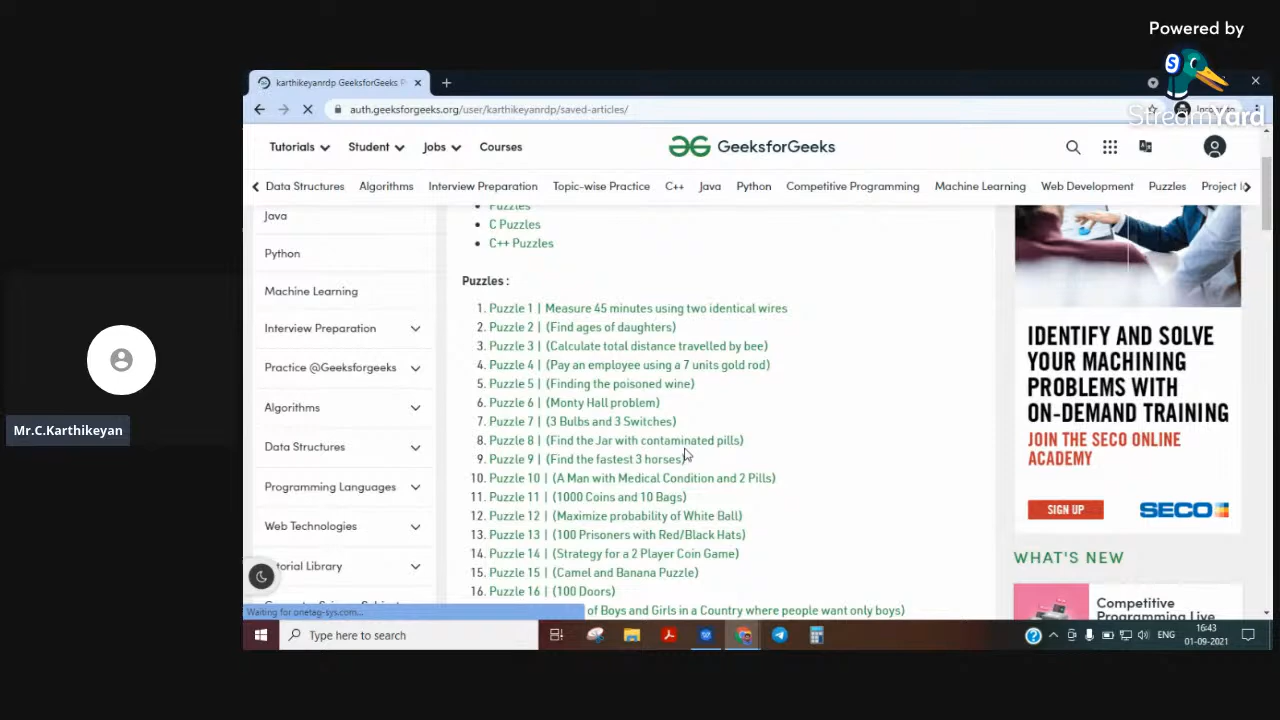 Powered by
StreamYard
karthikeyanrdp GeeksforGeeks P
auth.geeksforgeeks.org/user/karthikeyanrdp/saved-articles/
Tutorials
Student
Jobs
Courses
GeeksforGeeks
Data Structures
Algorithms
Interview Preparation
Topic-wise Practice
C++
Java
Python
Competitive Programming
Machine Learning
Web Development
Puzzles
Project
Java
Python
Machine Learning
Interview Preparation
Practice @Geeksforgeeks
Algorithms
Data Structures
Programming Languages
Web Technologies
torial Library
Puzzles
C Puzzles
C++ Puzzles
Puzzles :
1. Puzzle 1 | Measure 45 minutes using two identical wires
2. Puzzle 2 | (Find ages of daughters)
3. Puzzle 3 | (Calculate total distance travelled by bee)
4. Puzzle 4 | (Pay an employee using a 7 units gold rod)
5. Puzzle 5 | (Finding the poisoned wine)
6. Puzzle 6 | (Monty Hall problem)
7. Puzzle 7 | (3 Bulbs and 3 Switches)
8. Puzzle 8 | (Find the Jar with contaminated pills)
9. Puzzle 9 | (Find the fastest 3 horses)
10. Puzzle 10 | (A Man with Medical Condition and 2 Pills)
11. Puzzle 11 | (1000 Coins and 10 Bags)
12. Puzzle 12 | (Maximize probability of White Ball)
13. Puzzle 13 | (100 Prisoners with Red/Black Hats)
14. Puzzle 14 | (Strategy for a 2 Player Coin Game)
15. Puzzle 15 | (Camel and Banana Puzzle)
16. Puzzle 16 | (100 Doors)
of Boys and Girls in a Country where people want only boys)
IDENTIFY AND SOLVE
YOUR MACHINING
PROBLEMS WITH
ON-DEMAND TRAINING
JOIN THE SECO ONLINE
ACADEMY
SIGN UP
SECO
WHAT'S NEW
Competitive
Programming Live
Mr.C.Karthikeyan
Waiting for onetag-sys.com...
Type here to search
ENG
16:43
01-09-2021